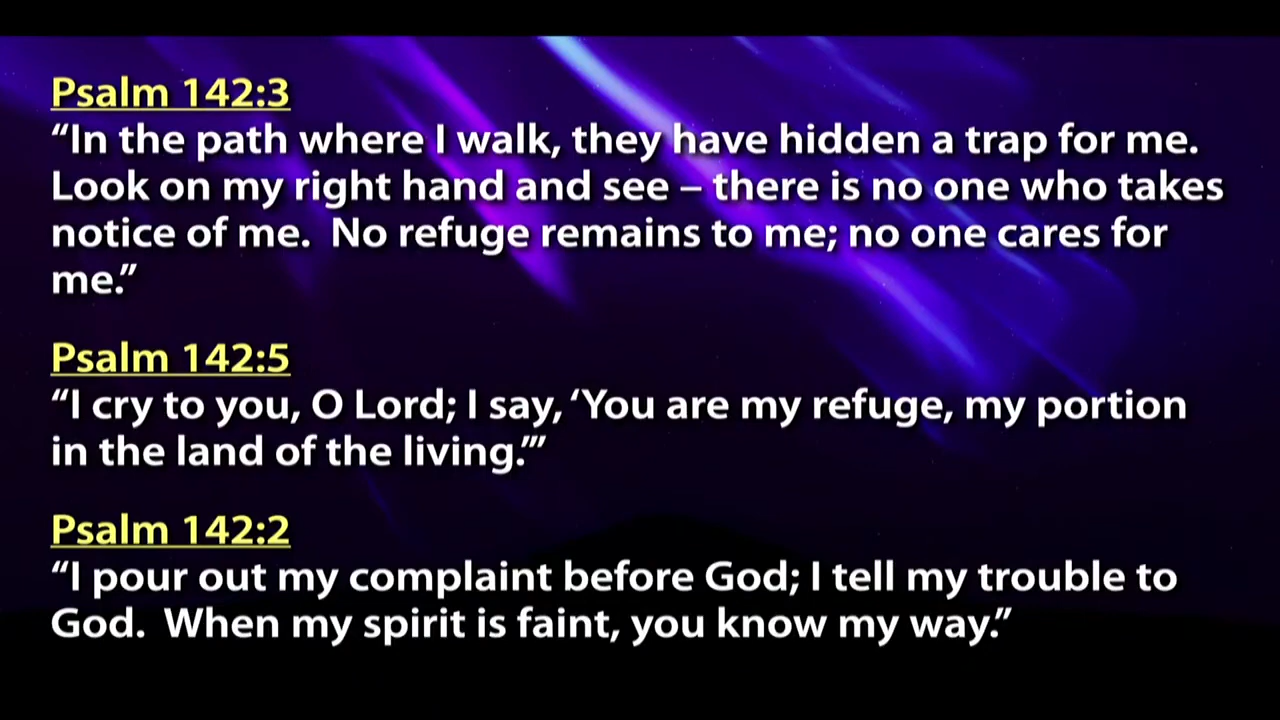 Psalm 142:3
“In the path where I walk, they have hidden a trap for me.
Look on my right hand and see – there is no one who takes
notice of me.  No refuge remains to me; no one cares for
me.”
Psalm 142:5
“I cry to you, O Lord; I say, ‘You are my refuge, my portion
in the land of the living.’”
Psalm 142:2
“I pour out my complaint before God; I tell my trouble to
God.  When my spirit is faint, you know my way.”